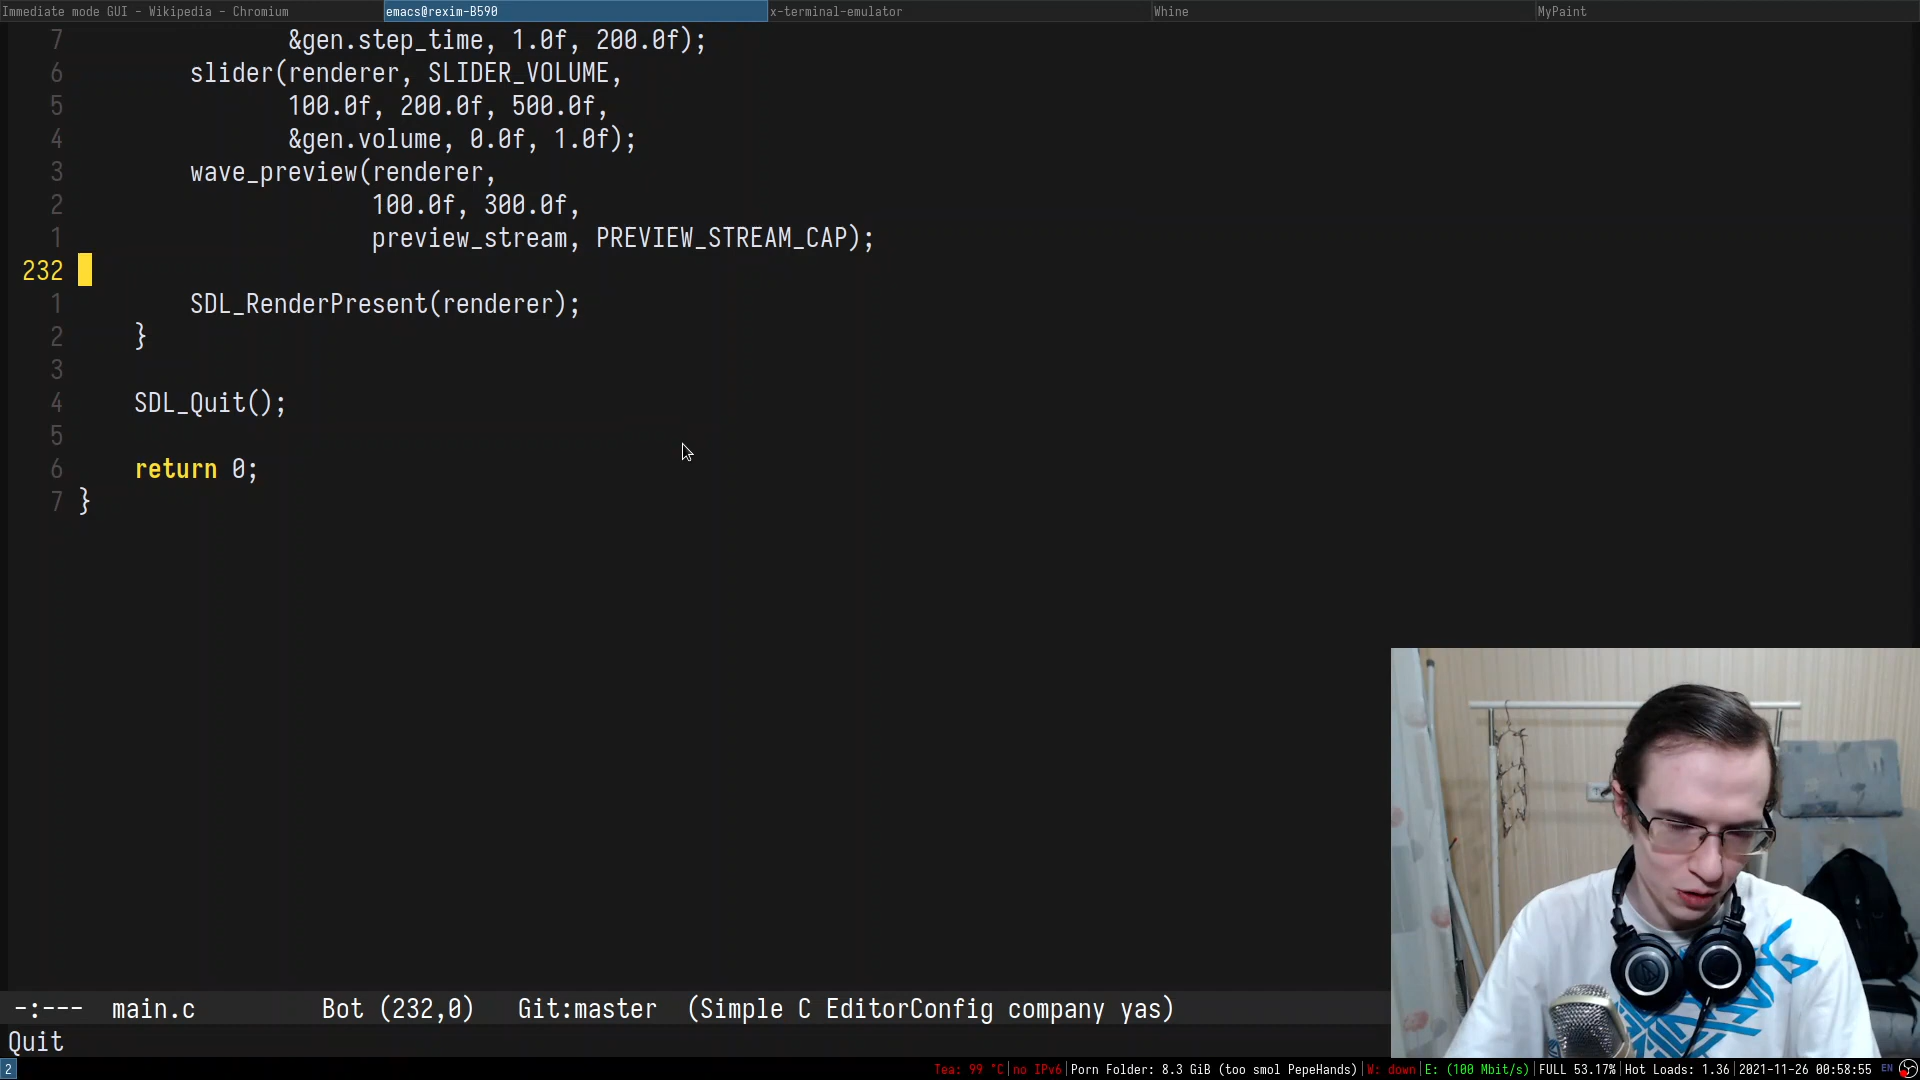 Immediate mode GUI - Wikipedia - Chromium emacs@rexim-B590 x-terminal-emulator Whine MyPaint
7 &gen.step_time, 1.0f, 200.0f);
6 slider(renderer, SLIDER_VOLUME,
5 100.0f, 200.0f, 500.0f,
4 &gen.volume, 0.0f, 1.0f);
3 wave_preview(renderer,
2 100.0f, 300.0f,
1 preview_stream, PREVIEW_STREAM_CAP);
232
1 SDL_RenderPresent(renderer);
2 }
3
4 SDL_Quit();
5
6 return 0;
7 }
-:--- main.c Bot (232,0) Git:master (Simple C EditorConfig company yas)
Quit
2 Tea: 99 °C|no IPv6|Porn Folder: 8.3 GiB (too smol PepeHands)|W: down|E: (100 Mbit/s)|FULL 53.17%|Hot Loads: 1.36|2021-11-26 00:58:55 EN